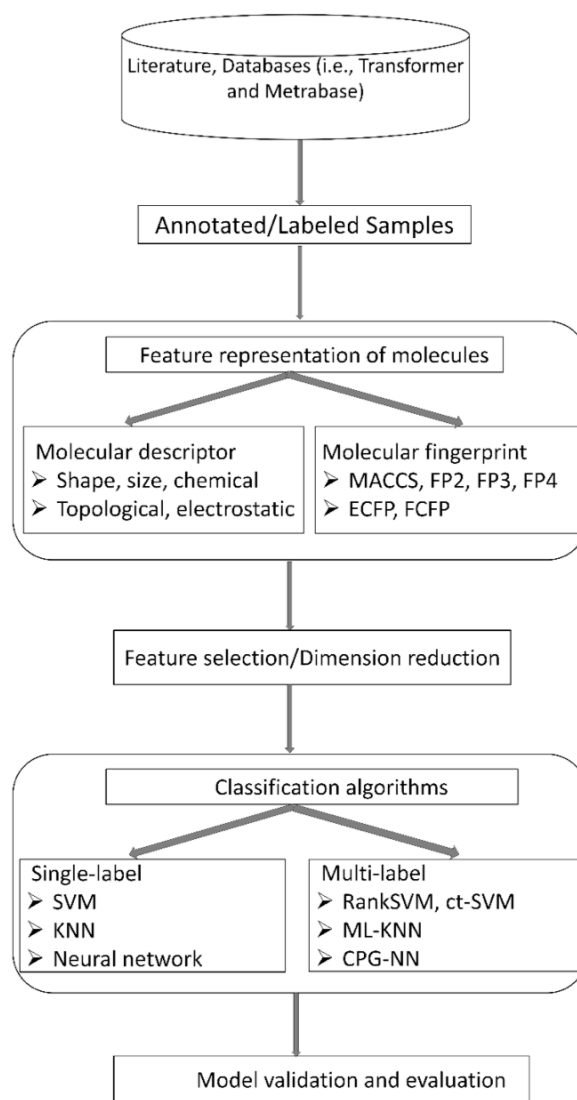 Literature, Databases (i.e., Transformer
and Metrabase)
Annotated/Labeled Samples
Feature representation of molecules
Molecular descriptor
➢ Shape, size, chemical
➢ Topological, electrostatic
Molecular fingerprint
➢ MACCS, FP2, FP3, FP4
➢ ECFP, FCFP
Feature selection/Dimension reduction
Classification algorithms
Single-label
➢ SVM
➢ KNN
➢ Neural network
Multi-label
➢ RankSVM, ct-SVM
➢ ML-KNN
➢ CPG-NN
Model validation and evaluation